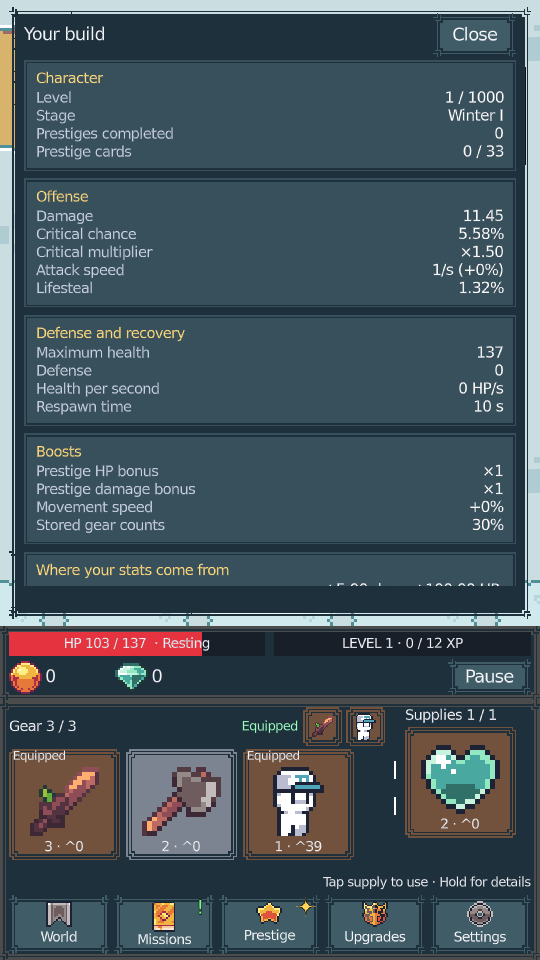 Your build
Close
Character
Level 1 / 1000
Stage Winter I
Prestiges completed 0
Prestige cards 0 / 33
Offense
Damage 11.45
Critical chance 5.58%
Critical multiplier ×1.50
Attack speed 1/s (+0%)
Lifesteal 1.32%
Defense and recovery
Maximum health 137
Defense 0
Health per second 0 HP/s
Respawn time 10 s
Boosts
Prestige HP bonus ×1
Prestige damage bonus ×1
Movement speed +0%
Stored gear counts 30%
Where your stats come from
HP 103 / 137 · Resting
LEVEL 1 · 0 / 12 XP
0
0
Pause
Gear 3 / 3
Equipped
Supplies 1 / 1
Equipped
Equipped
3 · ^0
2 · ^0
1 · ^39
2 · ^0
Tap supply to use · Hold for details
World
Missions
!
Prestige
Upgrades
Settings